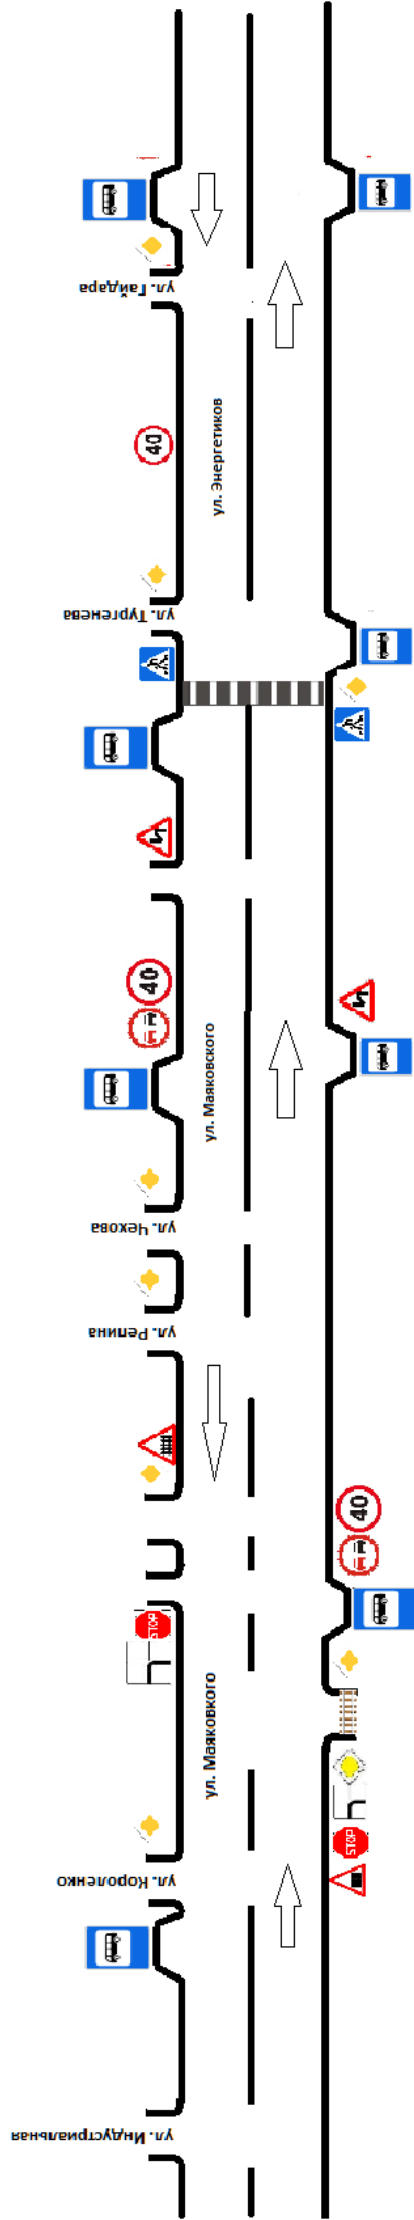 ул. Гайдара
40
ул. Энергетиков
ул. Тургенева
40
ул. Маяковского
ул. Чехова
ул. Репина
40
STOP
ул. Маяковкого
STOP
ул. Короленко
ул. Индустриальная